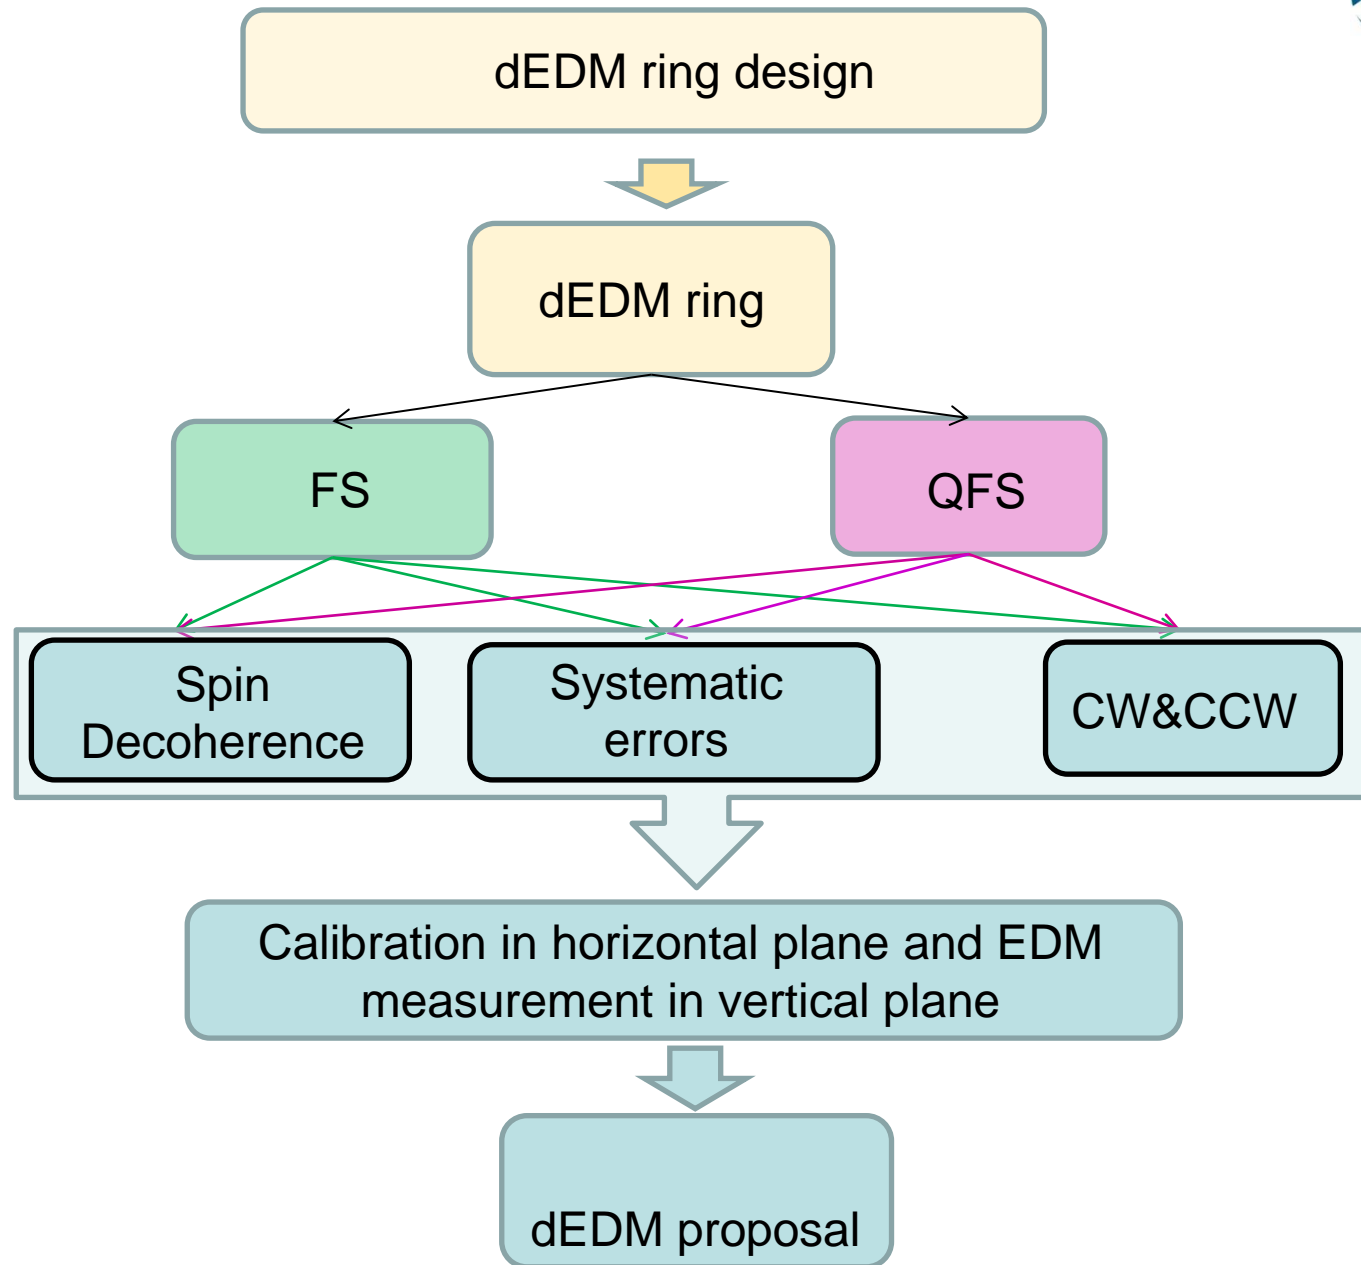 dEDM ring design
dEDM ring
FS
QFS
Spin
Decoherence
Systematic
errors
CW&CCW
Calibration in horizontal plane and EDM
measurement in vertical plane
dEDM proposal